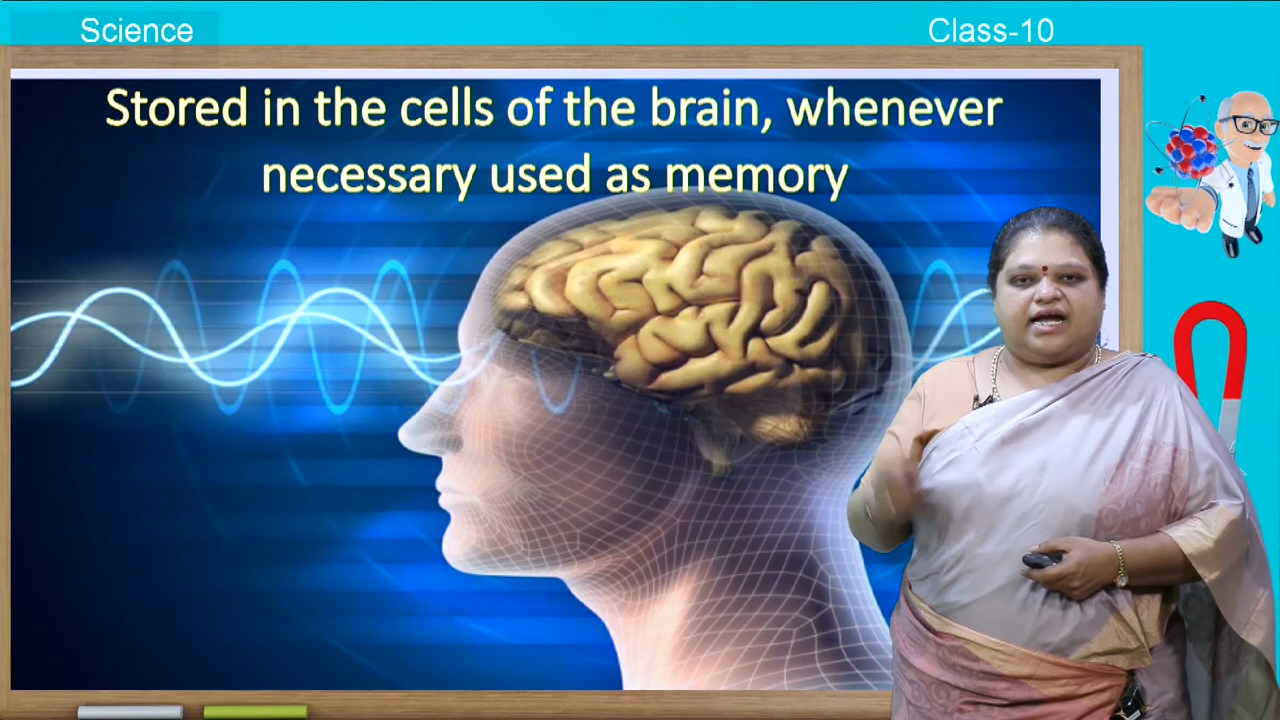 Science
Class-10
Stored in the cells of the brain, whenever
necessary used as memory